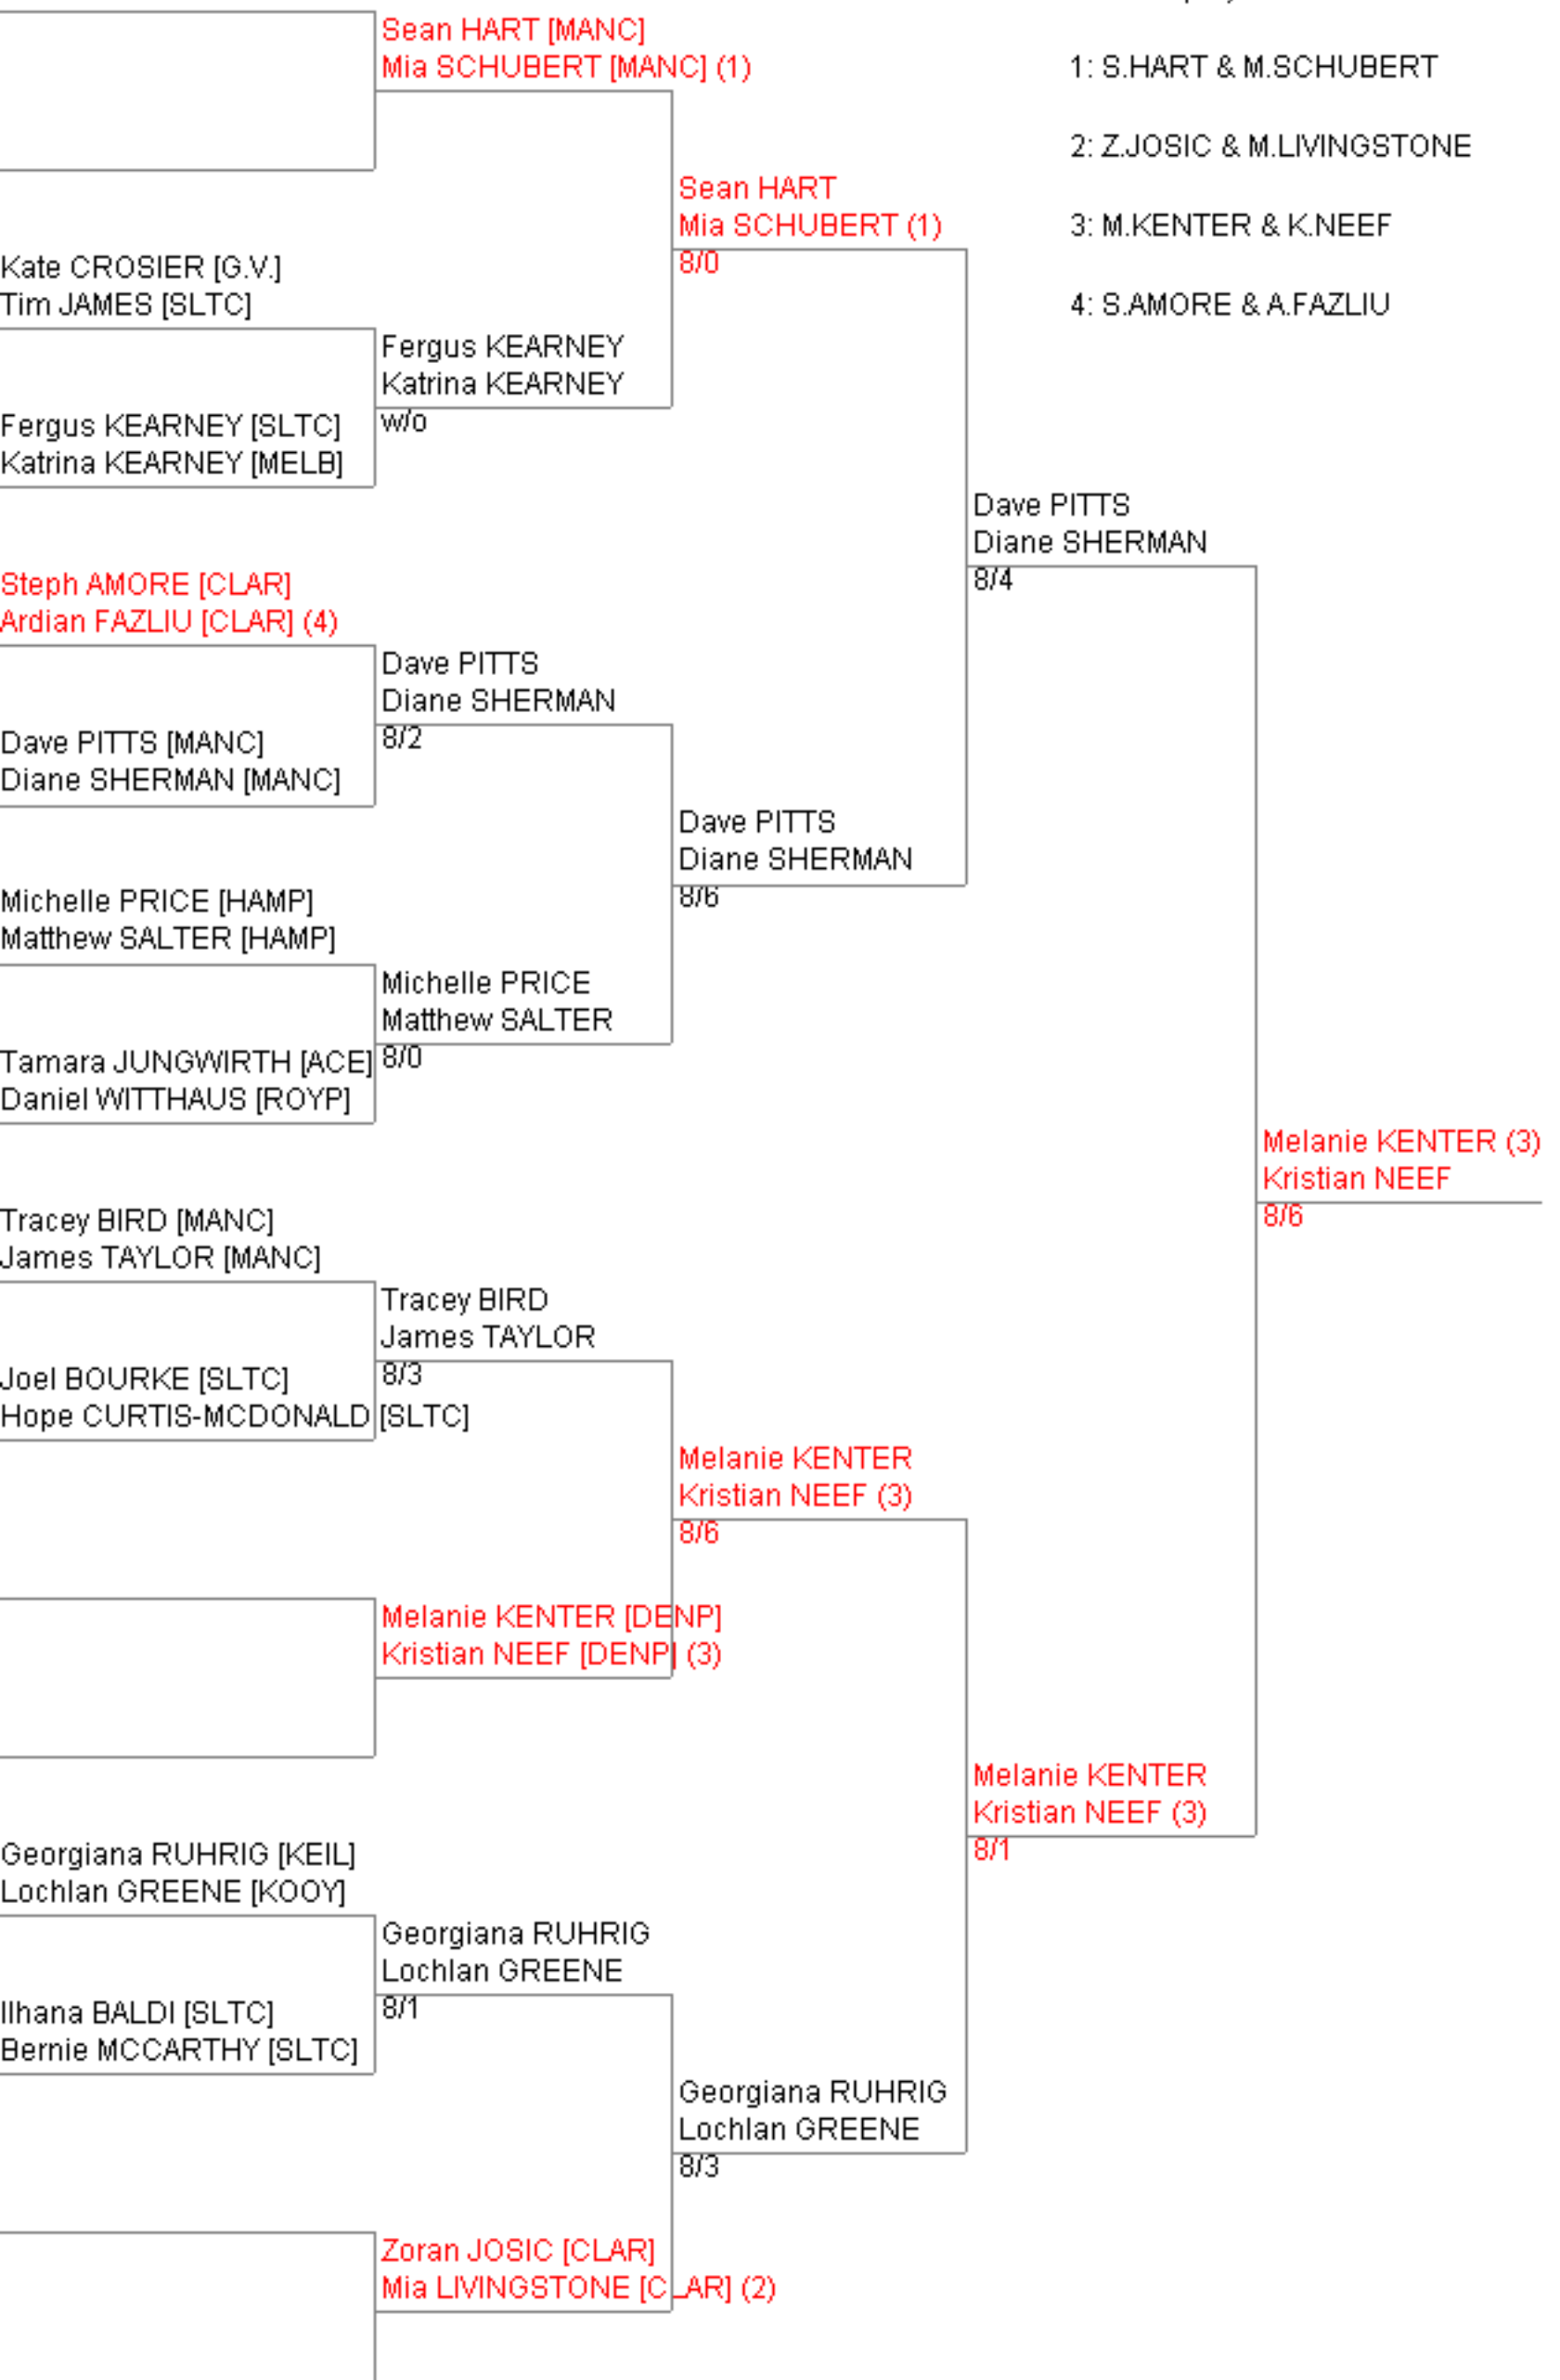 Sean HART [MANC]
Mia SCHUBERT [MANC] (1)
Kate CROSIER [G.V.]
Tim JAMES [SLTC]
Fergus KEARNEY [SLTC]
Katrina KEARNEY [MELB]
Fergus KEARNEY
Katrina KEARNEY
w/o
Sean HART
Mia SCHUBERT (1)
8/0
Steph AMORE [CLAR]
Ardian FAZLIU [CLAR] (4)
Dave PITTS [MANC]
Diane SHERMAN [MANC]
Dave PITTS
Diane SHERMAN
8/2
Michelle PRICE [HAMP]
Matthew SALTER [HAMP]
Tamara JUNGWIRTH [ACE]
Daniel WITTHAUS [ROYP]
Michelle PRICE
Matthew SALTER
8/0
Dave PITTS
Diane SHERMAN
8/6
Dave PITTS
Diane SHERMAN
8/4
Tracey BIRD [MANC]
James TAYLOR [MANC]
Joel BOURKE [SLTC]
Hope CURTIS-MCDONALD [SLTC]
Tracey BIRD
James TAYLOR
8/3
Melanie KENTER [DENP]
Kristian NEEF [DENP] (3)
Melanie KENTER
Kristian NEEF (3)
8/6
Georgiana RUHRIG [KEIL]
Lochlan GREENE [KOOY]
Ilhana BALDI [SLTC]
Bernie MCCARTHY [SLTC]
Georgiana RUHRIG
Lochlan GREENE
8/1
Zoran JOSIC [CLAR]
Mia LIVINGSTONE [CLAR] (2)
Georgiana RUHRIG
Lochlan GREENE
8/3
Melanie KENTER
Kristian NEEF (3)
8/1
Melanie KENTER (3)
Kristian NEEF
8/6
1: S.HART & M.SCHUBERT
2: Z.JOSIC & M.LIVINGSTONE
3: M.KENTER & K.NEEF
4: S.AMORE & A.FAZLIU